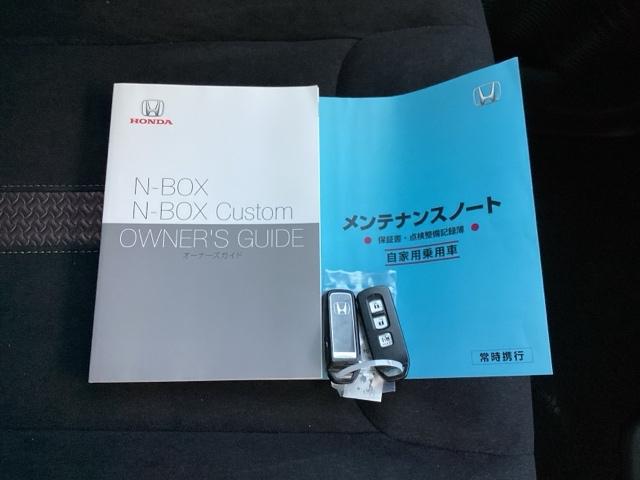 HONDA
N-BOX
N-BOX Custom
OWNER'S GUIDE
オーナーズガイド
メンテナンスノート
保証書・点検整備記録簿
自家用乗用車
常時携行